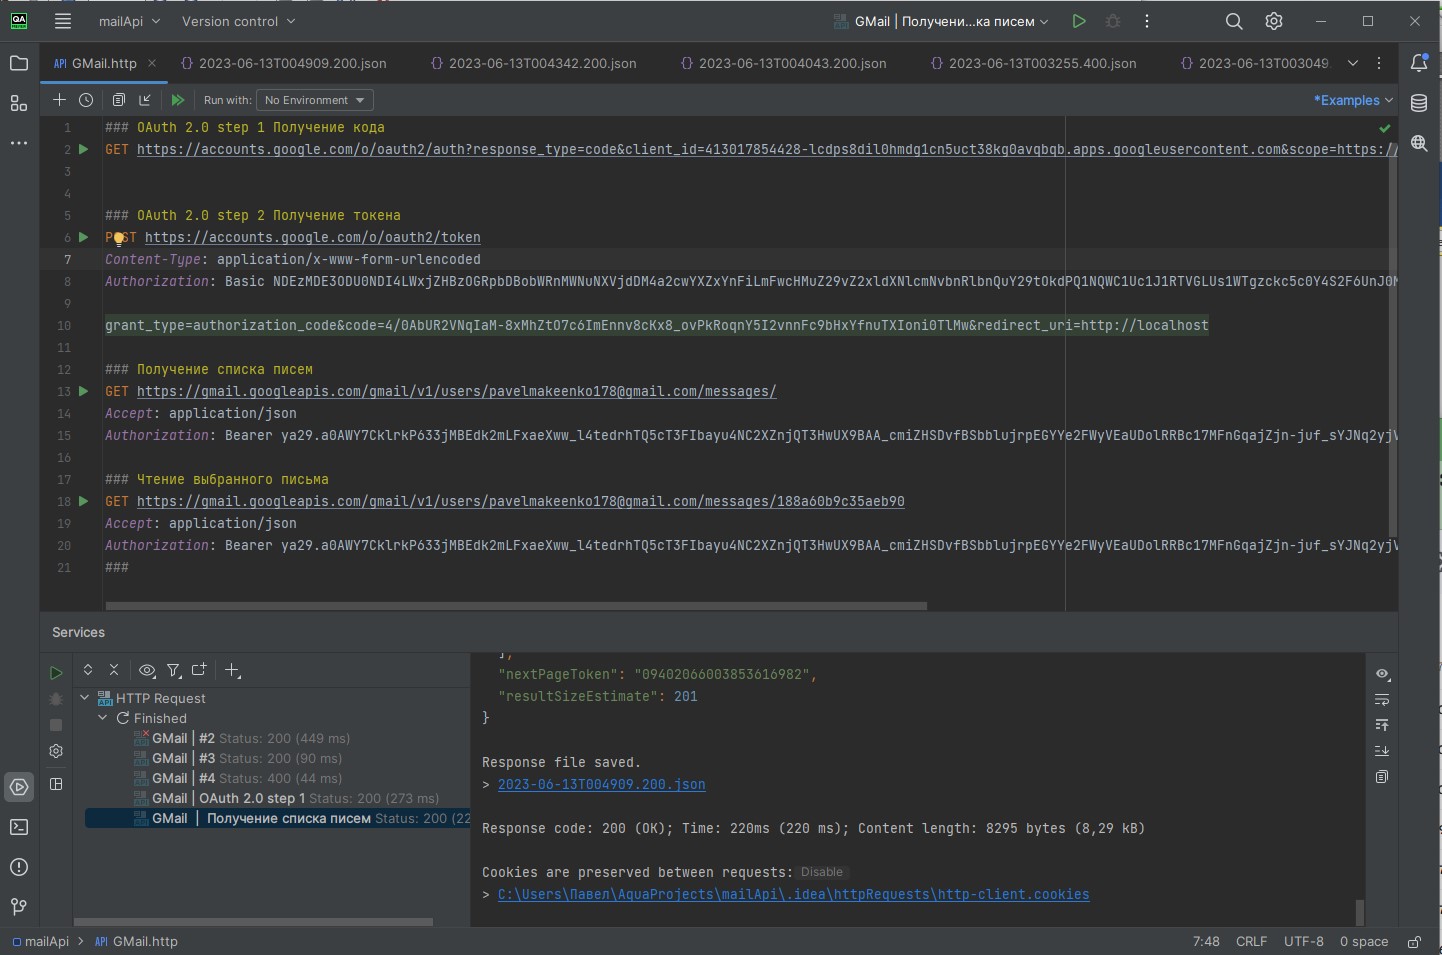 QA
mailApi
Version control
GMail | Получени...ка писем
API GMail.http
2023-06-13T004909.200.json
2023-06-13T004342.200.json
2023-06-13T004043.200.json
2023-06-13T003255.400.json
2023-06-13T003049.
Run with: No Environment
*Examples
1 ### OAuth 2.0 step 1 Получение кода
2 GET https://accounts.google.com/o/oauth2/auth?response_type=code&client_id=413017854428-lcdps8dil0hmdg1cn5uct38kg0avqbqb.apps.googleusercontent.com&scope=https://
3
4
5 ### OAuth 2.0 step 2 Получение токена
6 POST https://accounts.google.com/o/oauth2/token
7 Content-Type: application/x-www-form-urlencoded
8 Authorization: Basic
9
10 grant_type=authorization_code&code=4/0AbUR2VNqIaM-8xMhZtO7c6ImEnnv8cKx8_ovPkRoqnY5I2vnnFc9bHxYfnuTXIoni0TlMw&redirect_uri=http://localhost
11
12 ### Получение списка писем
13 GET https://gmail.googleapis.com/gmail/v1/users/pavelmakeenko178@gmail.com/messages/
14 Accept: application/json
15 Authorization: Bearer
16
17 ### Чтение выбранного письма
18 GET https://gmail.googleapis.com/gmail/v1/users/pavelmakeenko178@gmail.com/messages/188a60b9c35aeb90
19 Accept: application/json
20 Authorization: Bearer
21 ###
Services
HTTP Request
Finished
GMail | #2 Status: 200 (449 ms)
GMail | #3 Status: 200 (90 ms)
GMail | #4 Status: 400 (44 ms)
GMail | OAuth 2.0 step 1 Status: 200 (273 ms)
GMail | Получение списка писем Status: 200 (22
],
"nextPageToken": "09402066003853616982",
"resultSizeEstimate": 201
}
Response file saved.
> 2023-06-13T004909.200.json
Response code: 200 (OK); Time: 220ms (220 ms); Content length: 8295 bytes (8,29 kB)
Cookies are preserved between requests: Disable
> C:\Users\Павел\AquaProjects\mailApi\.idea\httpRequests\http-client.cookies
mailApi > API GMail.http
7:48 CRLF UTF-8 0 space